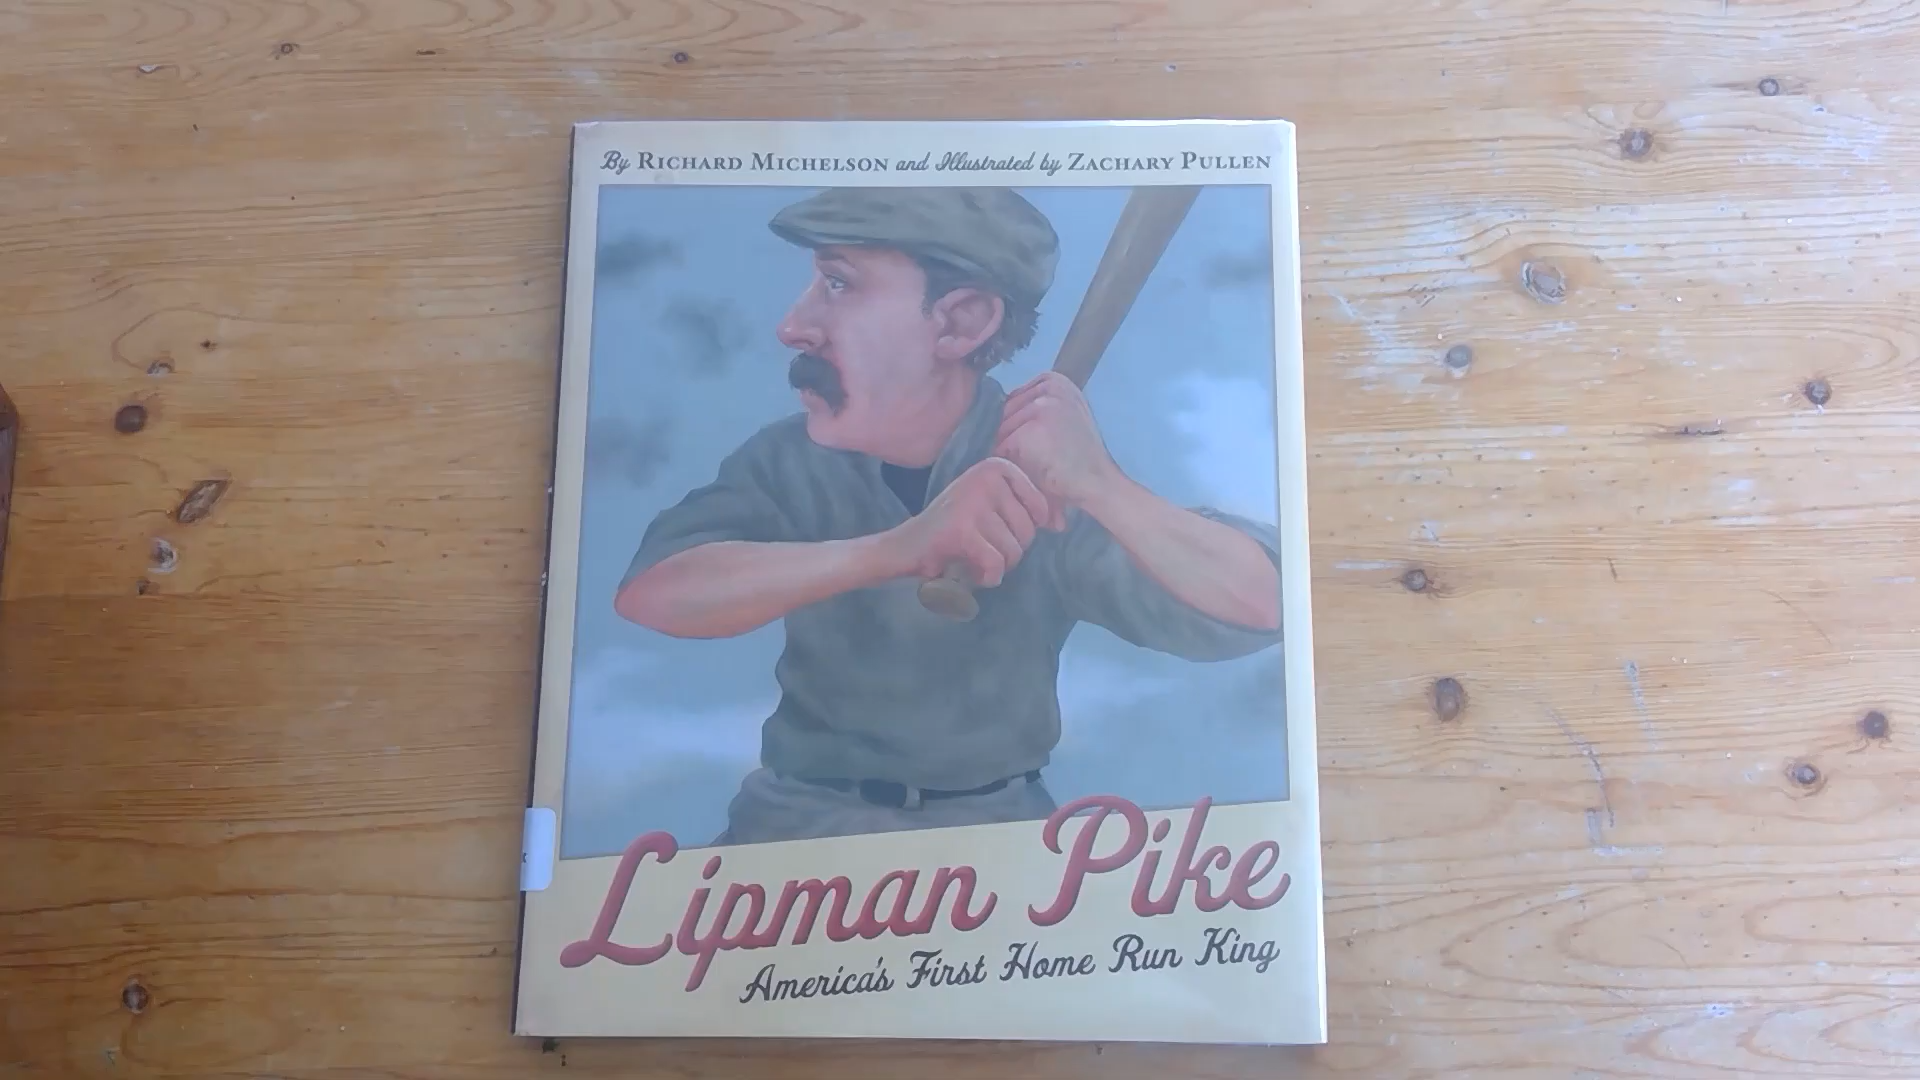 By RICHARD MICHELSON and Illustrated by ZACHARY PULLEN
Lipman Pike
America's First Home Run King